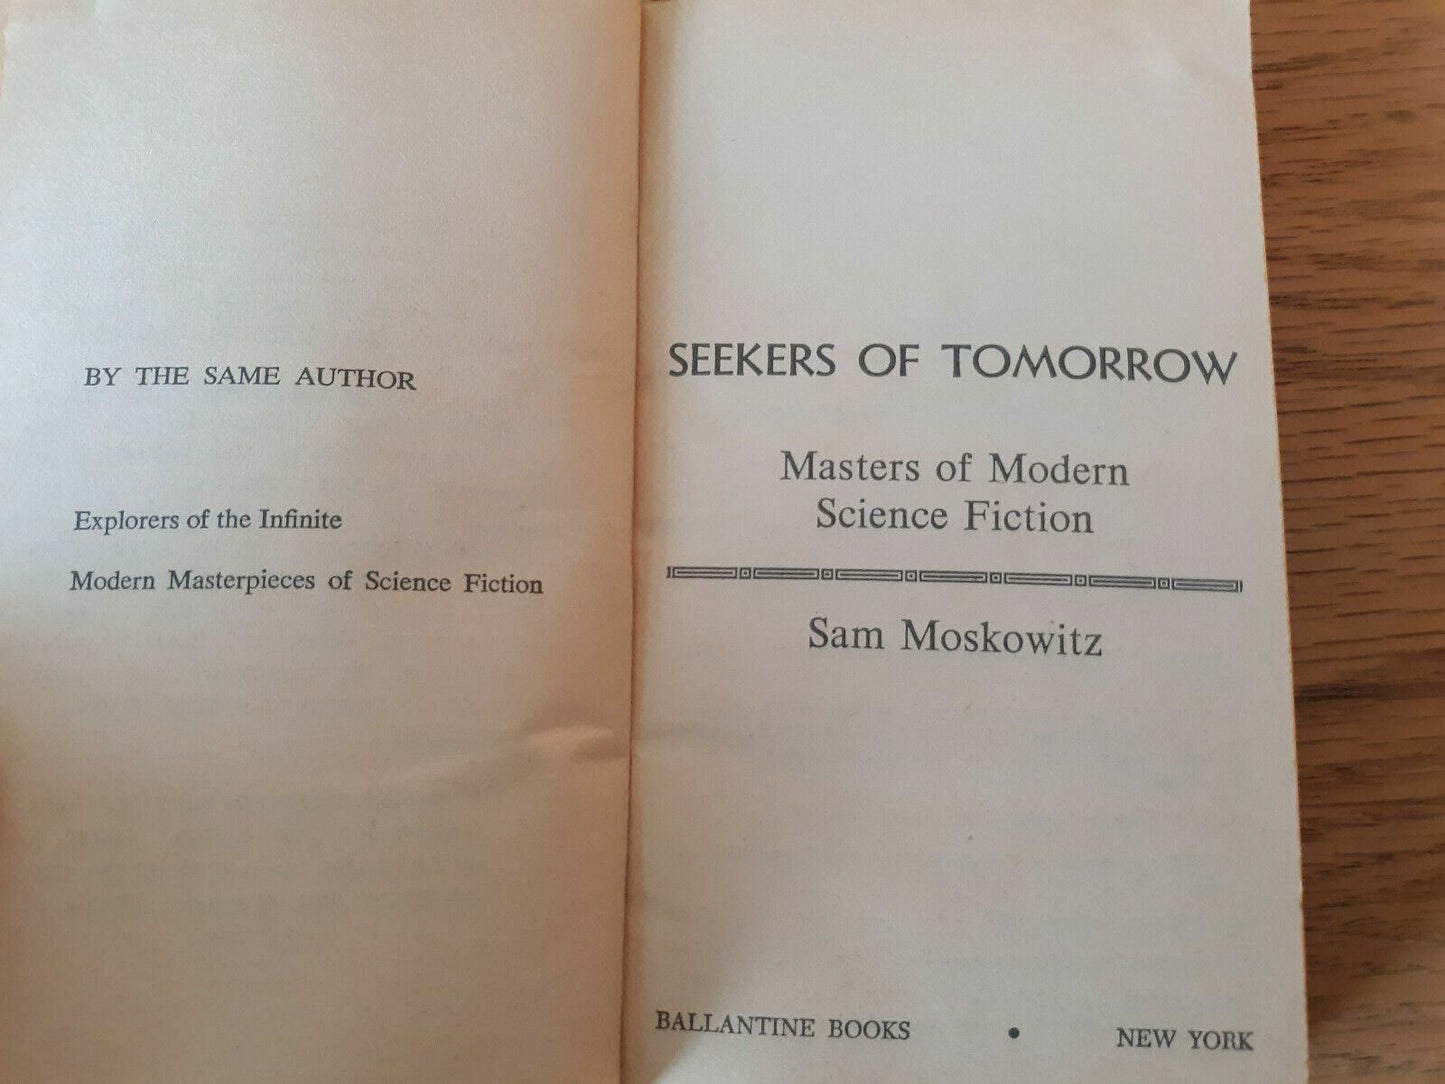 BY THE SAME AUTHOR
Explorers of the Infinite
Modern Masterpieces of Science Fiction
SEEKERS OF TOMORROW
Masters of Modern
Science Fiction
Sam Moskowitz
BALLANTINE BOOKS • NEW YORK